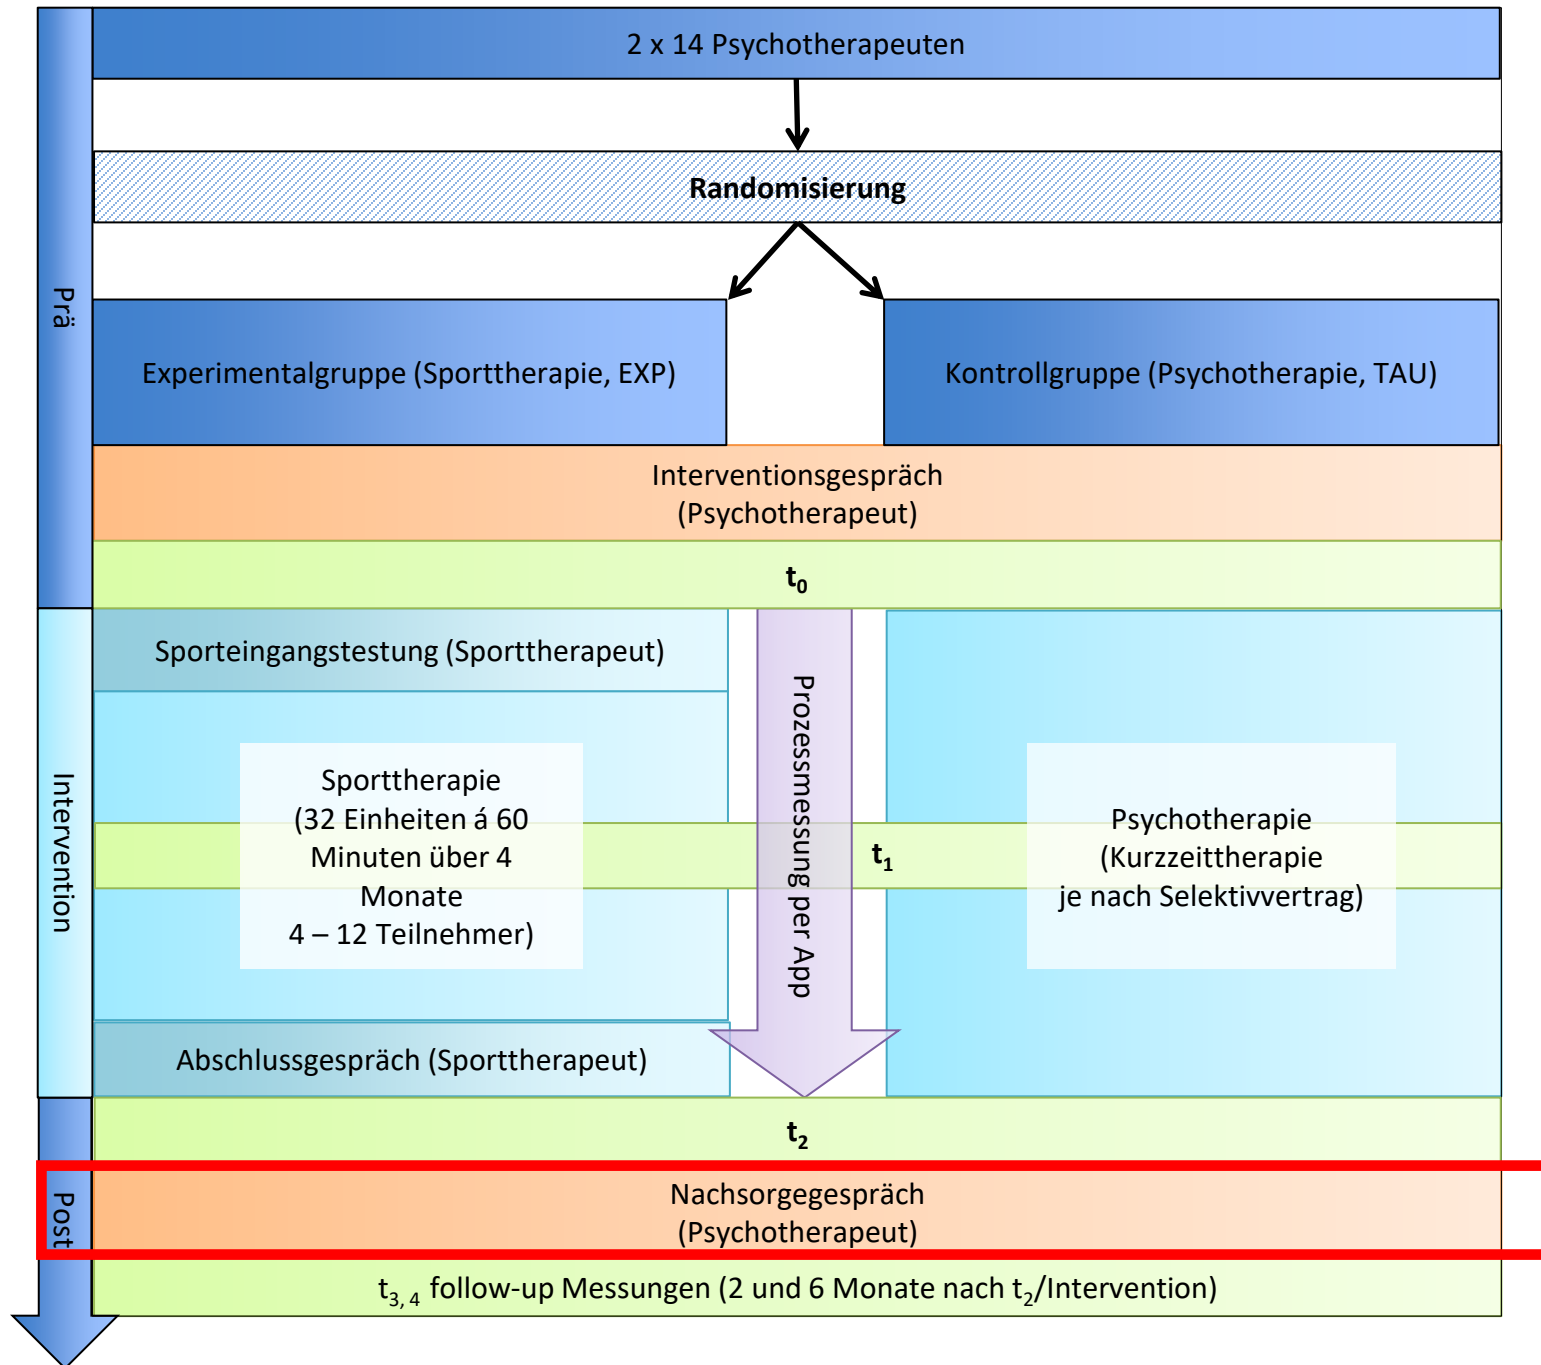 2 x 14 Psychotherapeuten
Randomisierung
Prä
Experimentalgruppe (Sporttherapie, EXP)
Kontrollgruppe (Psychotherapie, TAU)
Interventionsgespräch
(Psychotherapeut)
t0
Intervention
Sporteingangstestung (Sporttherapeut)
Sporttherapie
(32 Einheiten á 60
Minuten über 4
Monate
4 – 12 Teilnehmer)
Prozessmessung per App
t1
Psychotherapie
(Kurzzeittherapie
je nach Selektivvertrag)
Abschlussgespräch (Sporttherapeut)
t2
Post
Nachsorgegespräch
(Psychotherapeut)
t3, 4 follow-up Messungen (2 und 6 Monate nach t2/Intervention)